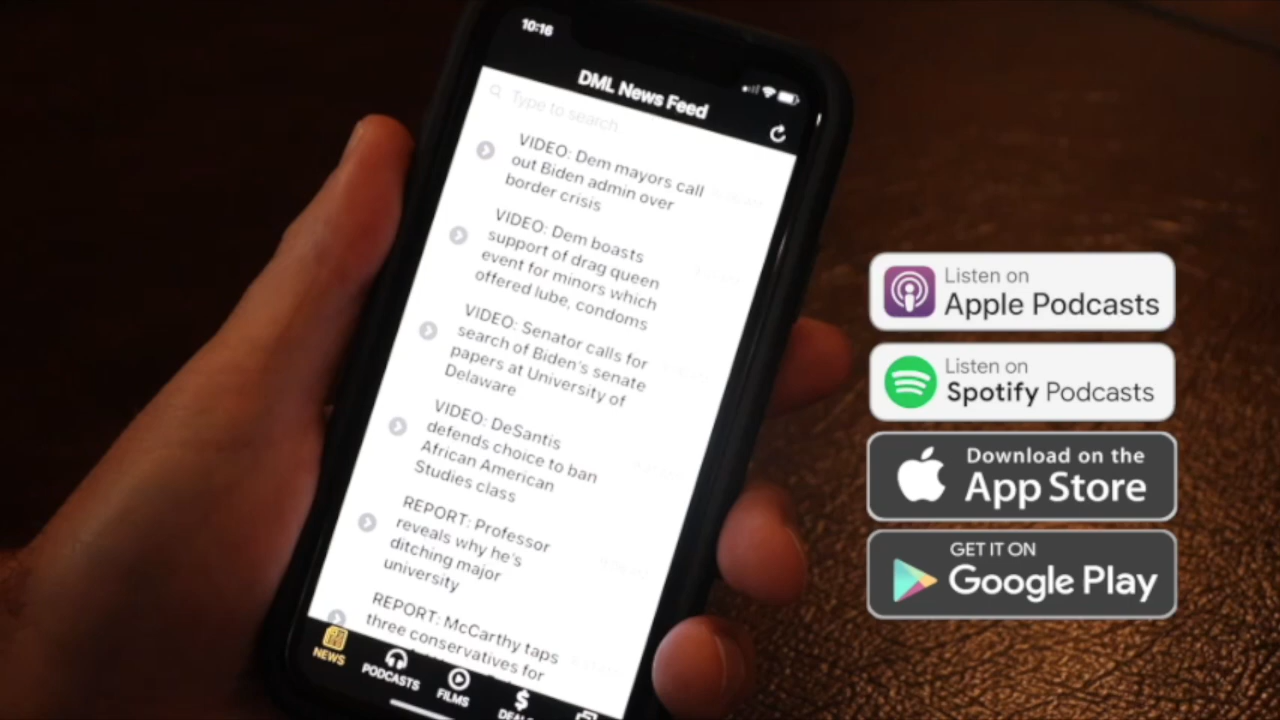 10:16
DML News Feed
Type to search
VIDEO: Dem mayors call
out Biden admin over
border crisis
VIDEO: Dem boasts
support of drag queen
event for minors which
offered lube, condoms
VIDEO: Senator calls for
search of Biden's senate
papers at University of
Delaware
VIDEO: DeSantis
defends choice to ban
African American
Studies class
REPORT: Professor
reveals why he's
ditching major
university
REPORT: McCarthy taps
three conservatives for
NEWS
PODCASTS
FILMS
Listen on
Apple Podcasts
Listen on
Spotify Podcasts
Download on the
App Store
GET IT ON
Google Play